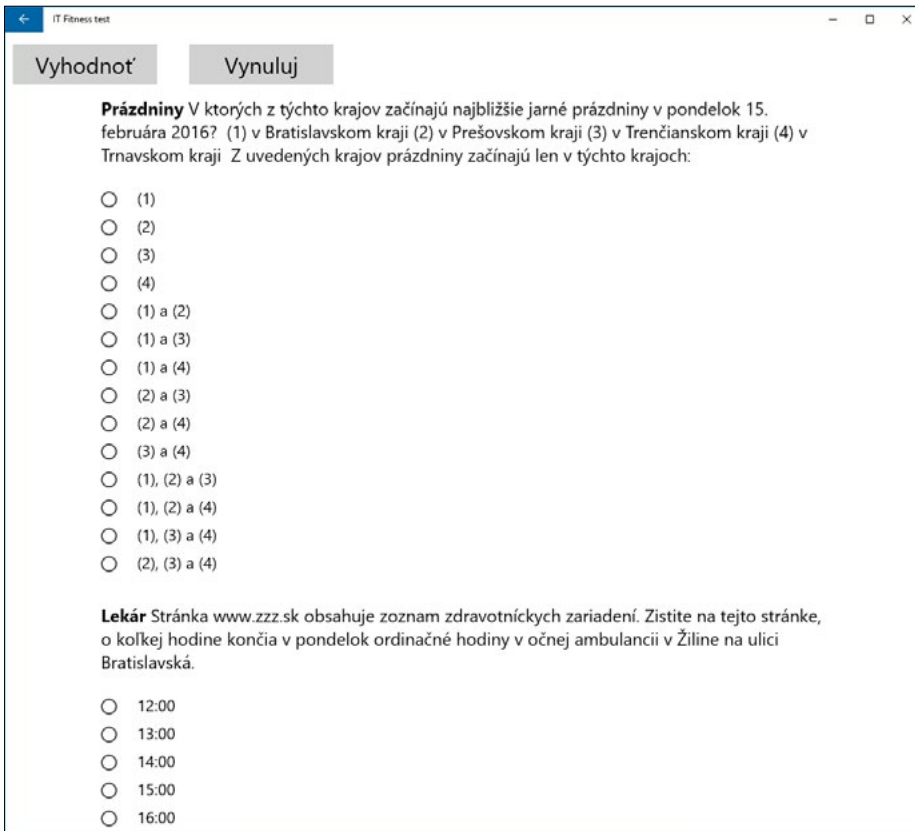 IT Fitness test
Vyhodnoť Vynuluj
Prázdniny V ktorých z týchto krajov začínajú najbližšie jarné prázdniny v pondelok 15.
februára 2016? (1) v Bratislavskom kraji (2) v Prešovskom kraji (3) v Trenčianskom kraji (4) v
Trnavskom kraji Z uvedených krajov prázdniny začínajú len v týchto krajoch:
(1)
(2)
(3)
(4)
(1) a (2)
(1) a (3)
(1) a (4)
(2) a (3)
(2) a (4)
(3) a (4)
(1), (2) a (3)
(1), (2) a (4)
(1), (3) a (4)
(2), (3) a (4)
Lekár Stránka www.zzz.sk obsahuje zoznam zdravotníckych zariadení. Zistite na tejto stránke,
o koľkej hodine končia v pondelok ordinačné hodiny v očnej ambulancii v Žiline na ulici
Bratislavská.
12:00
13:00
14:00
15:00
16:00